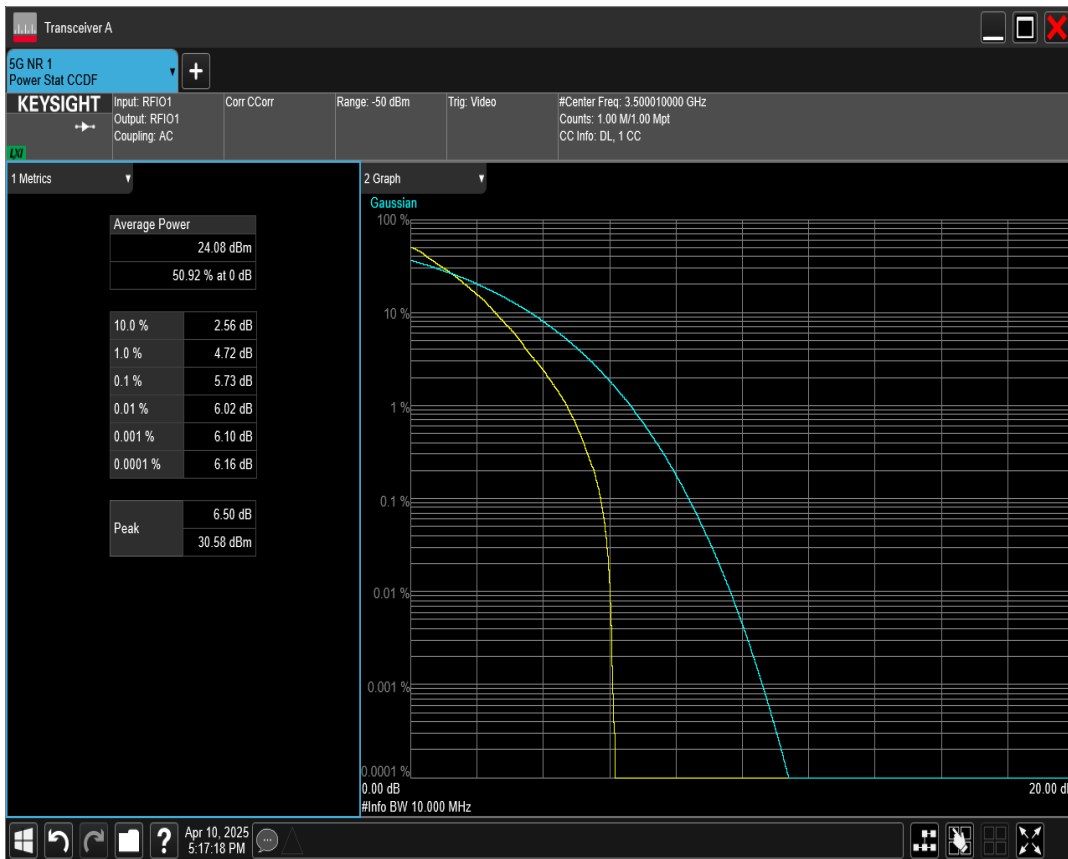 Transceiver A
5G NR 1
Power Stat CCDF
KEYSIGHT
LXI
Input: RFIO1
Output: RFIO1
Coupling: AC
Corr CCorr
Range: -50 dBm
Trig: Video
#Center Freq: 3.500010000 GHz
Counts: 1.00 M/1.00 Mpt
CC Info: DL, 1 CC
1 Metrics
Average Power
24.08 dBm
50.92 % at 0 dB
10.0 % 2.56 dB
1.0 % 4.72 dB
0.1 % 5.73 dB
0.01 % 6.02 dB
0.001 % 6.10 dB
0.0001 % 6.16 dB
Peak
6.50 dB
30.58 dBm
2 Graph
Gaussian
100 %
10 %
1 %
0.1 %
0.01 %
0.001 %
0.0001 %
0.00 dB
20.00 dB
#Info BW 10.000 MHz
?
Apr 10, 2025
5:17:18 PM